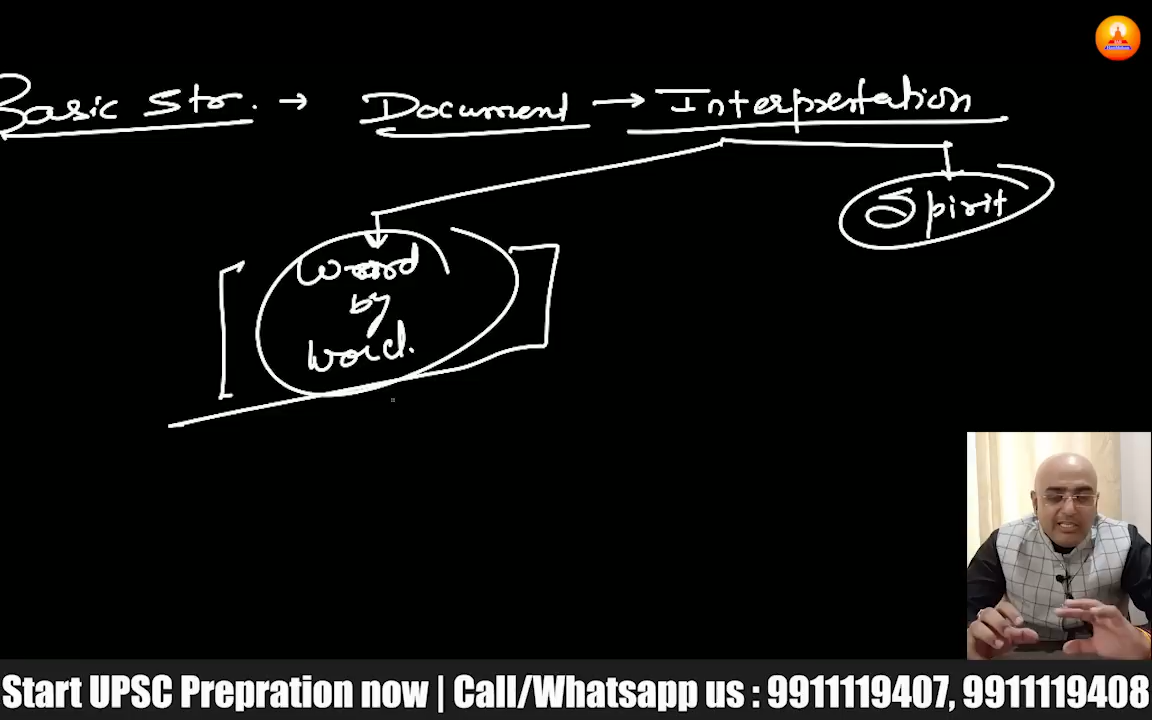 Basic Str. → Document → Interpretation
Spirit
Word
by
Word.
Start UPSC Prepration now | Call/Whatsapp us : 9911119407, 9911119408